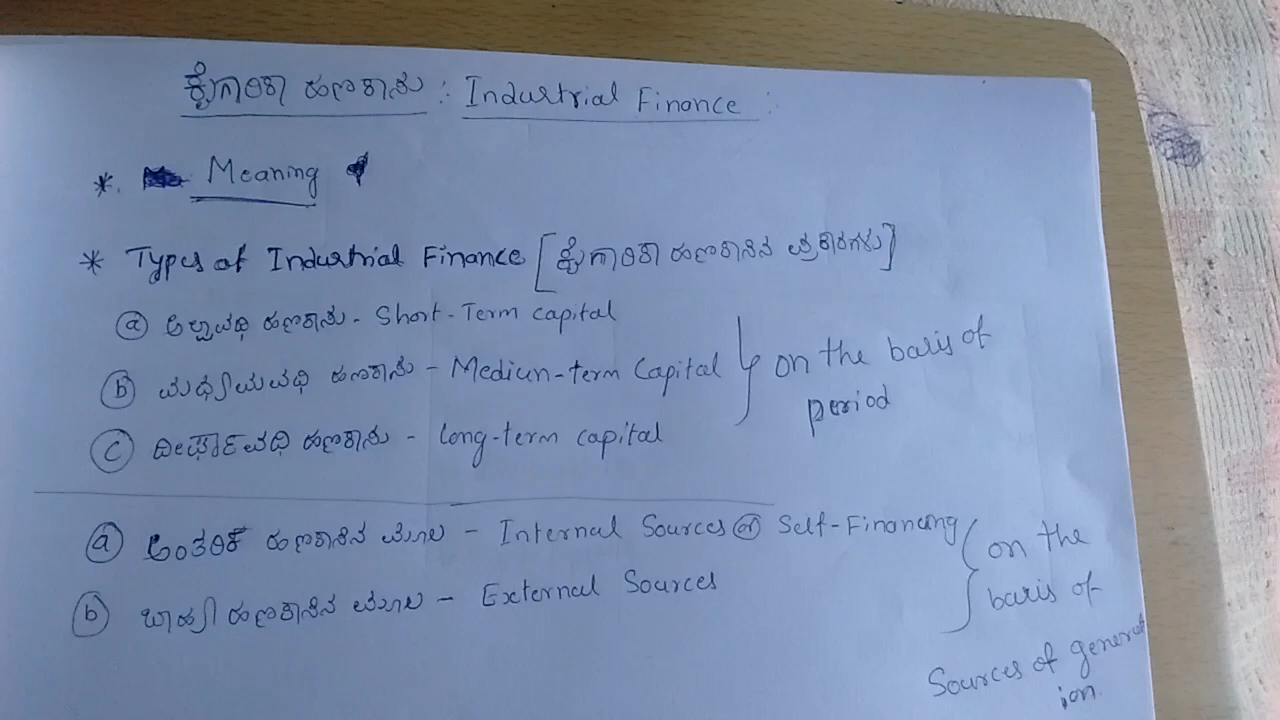 ಕೈಗಾರಿಕಾ ಹಣಕಾಸು : Industrial Finance :
* Meaning
* Types of Industrial Finance [ಕೈಗಾರಿಕಾ ಹಣಕಾಸಿನ ಪ್ರಕಾರಗಳು]
(a) ಅಲ್ಪಾವಧಿ ಹಣಕಾಸು - Short-Term Capital
(b) ಮಧ್ಯಮಾವಧಿ ಹಣಕಾಸು - Mediun-term Capital } on the basis of
period
(c) ದೀರ್ಘಾವಧಿ ಹಣಕಾಸು - Long-term capital
(a) ಆಂತರಿಕ ಹಣಕಾಸಿನ ಮೂಲ - Internal Sources (or) Self-Financing } on the
basis of
(b) ಬಾಹ್ಯ ಹಣಕಾಸಿನ ಮೂಲ - External Sources
Sources of generat
ion.